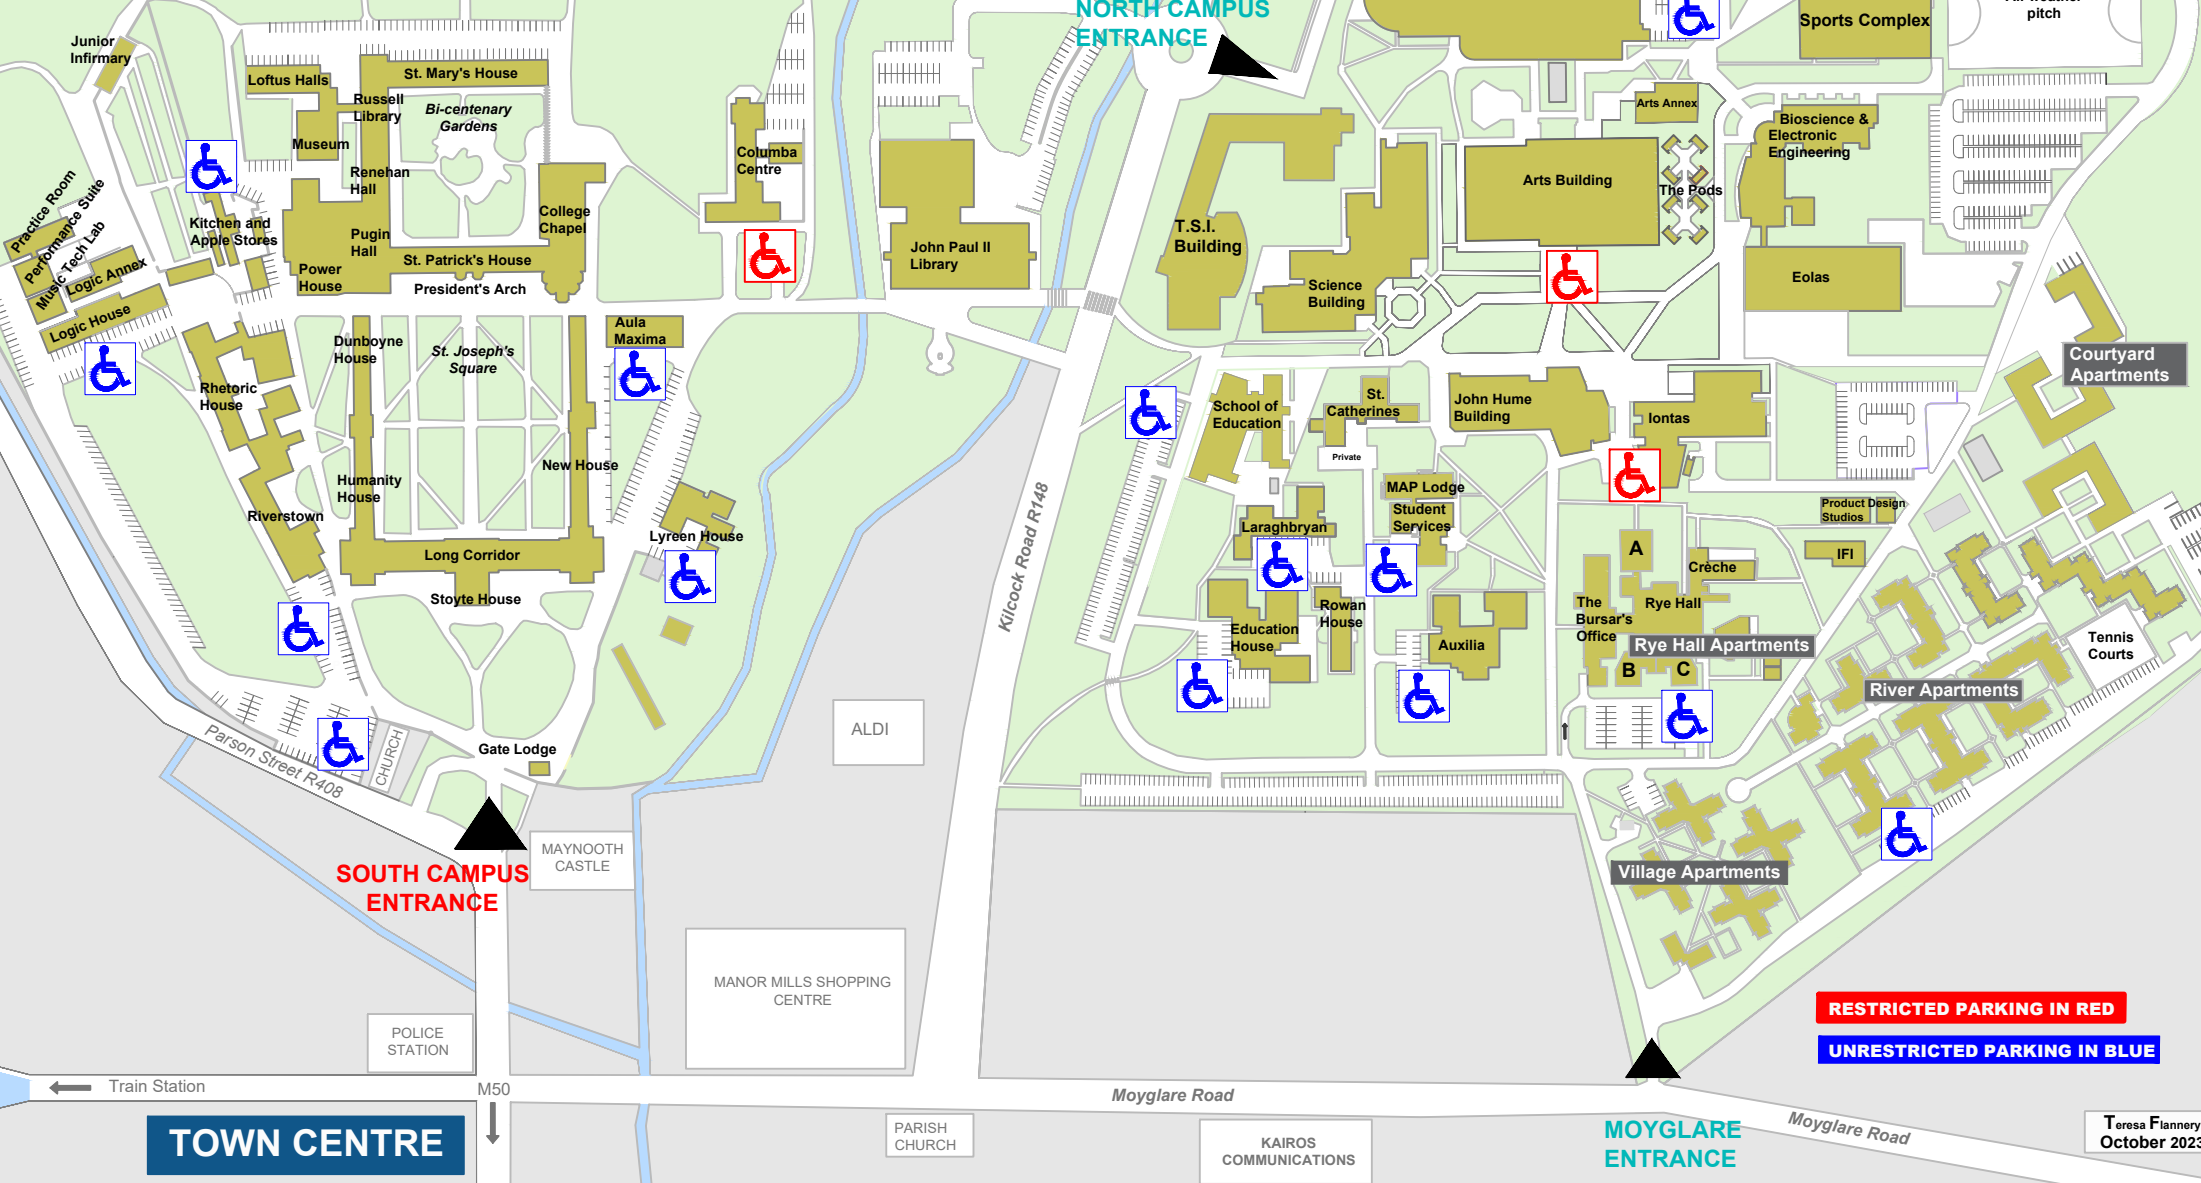 NORTH CAMPUS
ENTRANCE
Sports Complex
pitch
Junior
Infirmary
Loftus Halls
St. Mary's House
Russell
Library
Bi-centenary
Gardens
Museum
Renehan
Hall
Columba
Centre
Arts Annex
Bioscience &
Electronic
Engineering
Arts Building
The Pods
Practice Room
Performance Suite
Music Tech Lab
Logic Annex
Logic House
Kitchen and
Apple Stores
Pugin
Hall
College
Chapel
Power
House
St. Patrick's House
President's Arch
John Paul II
Library
T.S.I.
Building
Science
Building
Eolas
Dunboyne
House
St. Joseph's
Square
Aula
Maxima
Courtyard
Apartments
Rhetoric
House
School of
Education
St.
Catherines
John Hume
Building
Iontas
Private
New House
Humanity
House
Riverstown
MAP Lodge
Student
Services
Product Design
Studios
Laraghbryan
Lyreen House
Long Corridor
Stoyte House
Kilcock Road R148
A
IFI
Crèche
Rye Hall
The
Bursar's
Office
Rowan
House
Education
House
Auxilia
Rye Hall Apartments
B
C
Tennis
Courts
River Apartments
ALDI
Gate Lodge
CHURCH
Parson Street R408
MAYNOOTH
CASTLE
SOUTH CAMPUS
ENTRANCE
Village Apartments
MANOR MILLS SHOPPING
CENTRE
RESTRICTED PARKING IN RED
UNRESTRICTED PARKING IN BLUE
POLICE
STATION
Train Station
M50
Moyglare Road
TOWN CENTRE
PARISH
CHURCH
KAIROS
COMMUNICATIONS
MOYGLARE
ENTRANCE
Moyglare Road
Teresa Flannery
October 2023